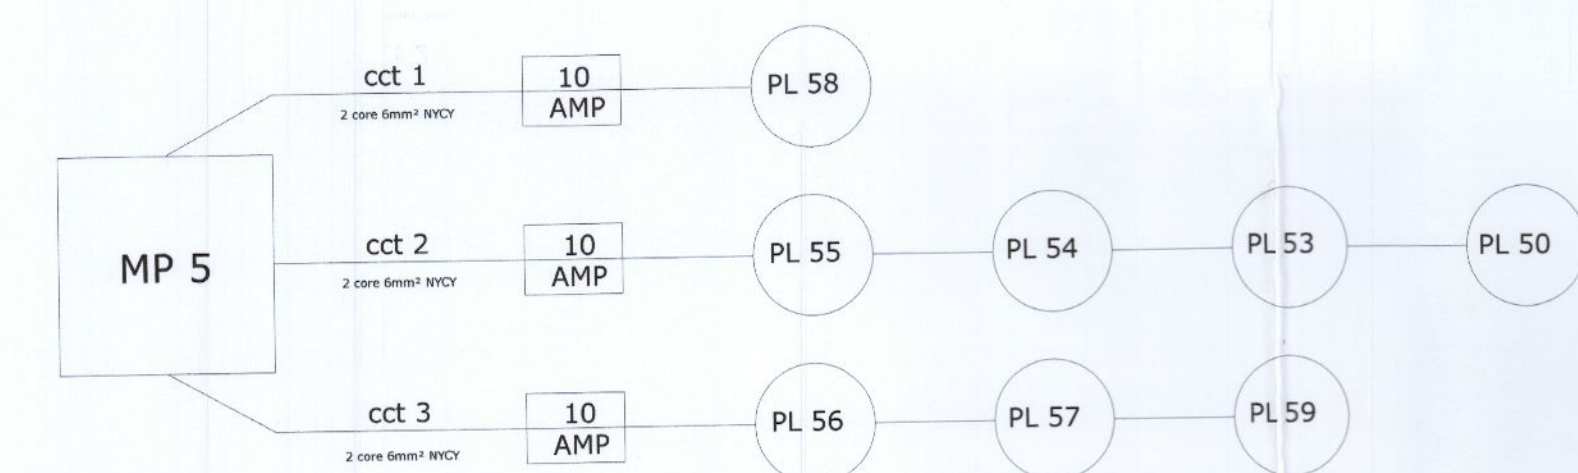 cct 1
2 core 6mm² NYCY
10
AMP
PL 58
MP 5
cct 2
2 core 6mm² NYCY
10
AMP
PL 55
PL 54
PL 53
PL 50
cct 3
2 core 6mm² NYCY
10
AMP
PL 56
PL 57
PL 59